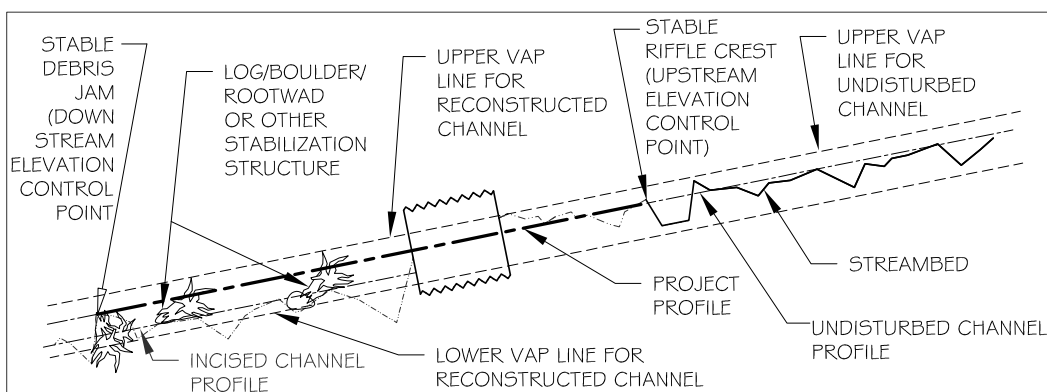 STABLE
DEBRIS
JAM
(DOWN
STREAM
ELEVATION
CONTROL
POINT
LOG/BOULDER/
ROOTWAD
OR OTHER
STABILIZATION
STRUCTURE
UPPER VAP
LINE FOR
RECONSTRUCTED
CHANNEL
STABLE
RIFFLE CREST
(UPSTREAM
ELEVATION
CONTROL
POINT)
UPPER VAP
LINE FOR
UNDISTURBED
CHANNEL
STREAMBED
PROJECT
PROFILE
UNDISTURBED CHANNEL
PROFILE
INCISED CHANNEL
PROFILE
LOWER VAP LINE FOR
RECONSTRUCTED CHANNEL